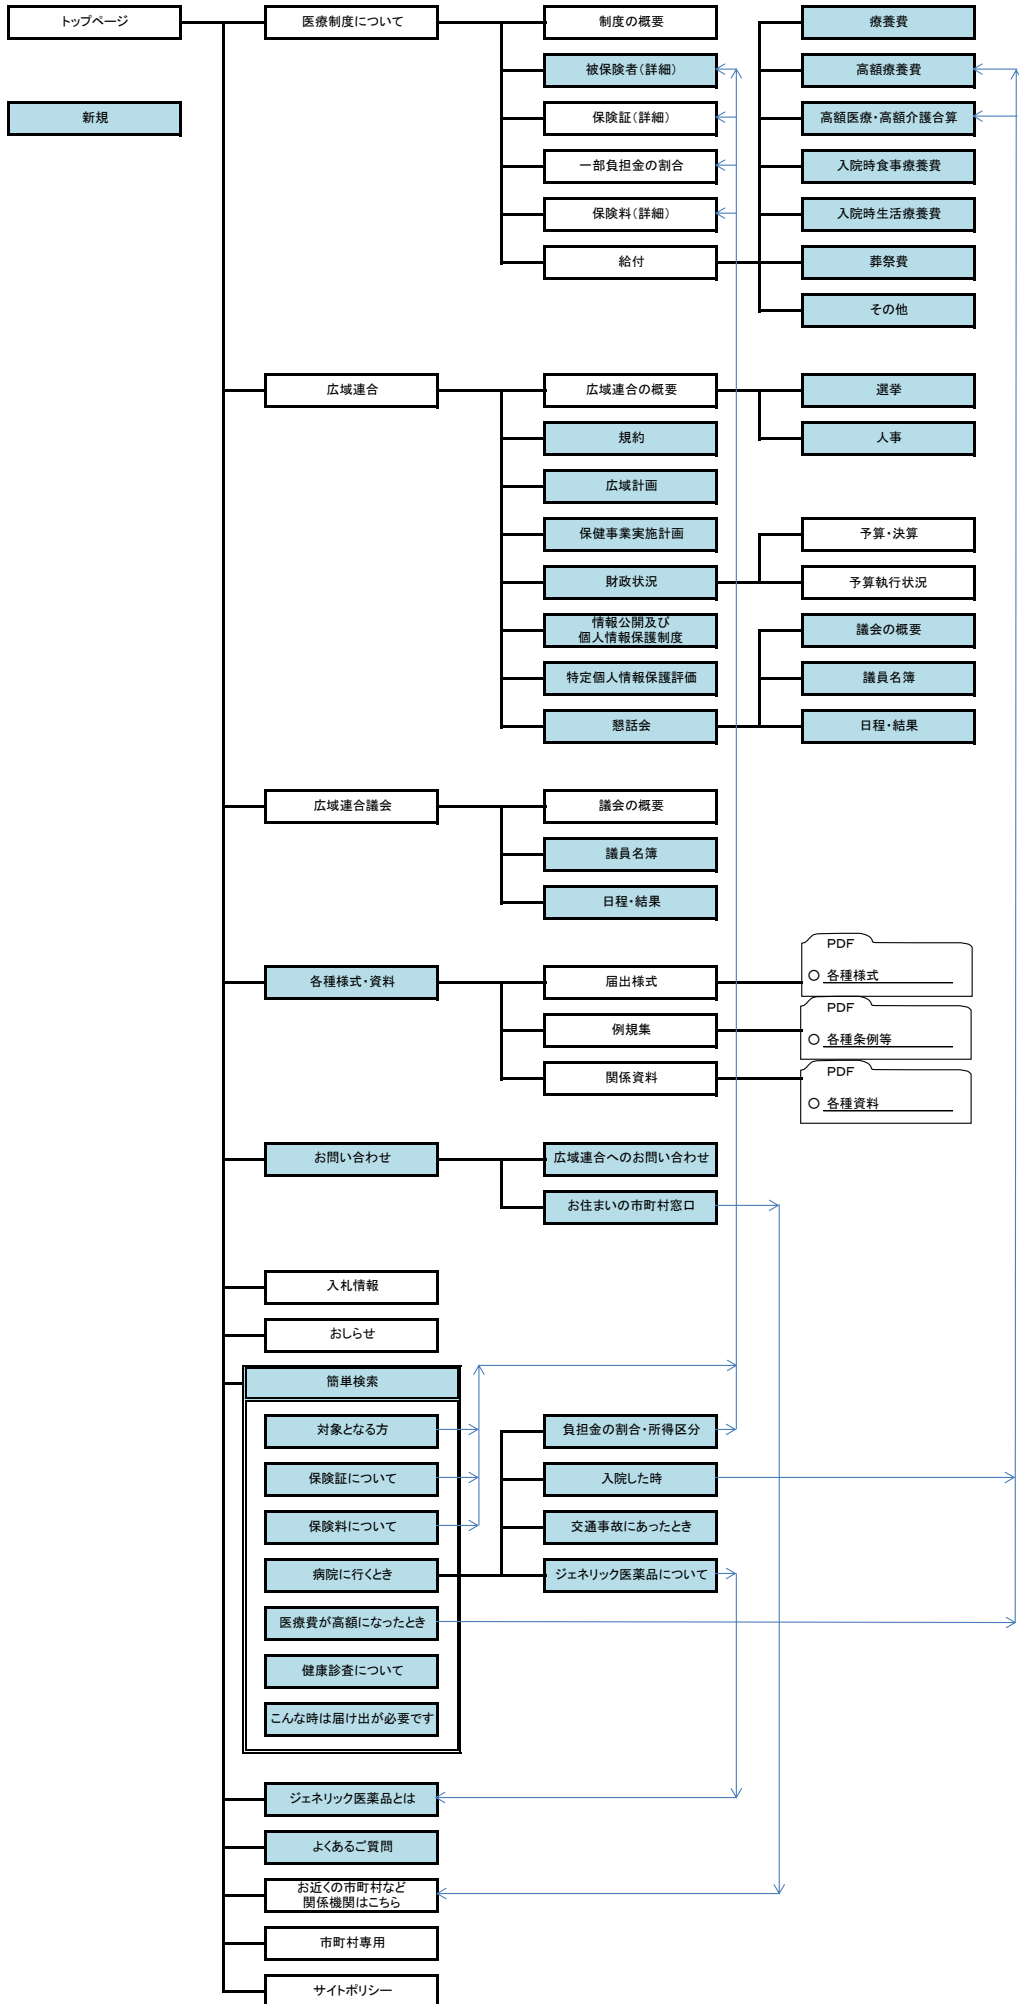 トップページ
医療制度について
制度の概要
療養費
被保険者(詳細)
高額療養費
新規
保険証(詳細)
高額医療・高額介護合算
一部負担金の割合
入院時食事療養費
保険料(詳細)
入院時生活療養費
給付
葬祭費
その他
広域連合
広域連合の概要
選挙
規約
人事
広域計画
保健事業実施計画
予算・決算
財政状況
予算執行状況
情報公開及び
個人情報保護制度
議会の概要
特定個人情報保護評価
議員名簿
懇話会
日程・結果
広域連合議会
議会の概要
議員名簿
日程・結果
各種様式・資料
届出様式
PDF
○ 各種様式
例規集
PDF
○ 各種条例等
関係資料
PDF
○ 各種資料
お問い合わせ
広域連合へのお問い合わせ
お住まいの市町村窓口
入札情報
おしらせ
簡単検索
対象となる方
負担金の割合・所得区分
保険証について
入院した時
保険料について
交通事故にあったとき
病院に行くとき
ジェネリック医薬品について
医療費が高額になったとき
健康診査について
こんな時は届け出が必要です
ジェネリック医薬品とは
よくあるご質問
お近くの市町村など
関係機関はこちら
市町村専用
サイトポリシー